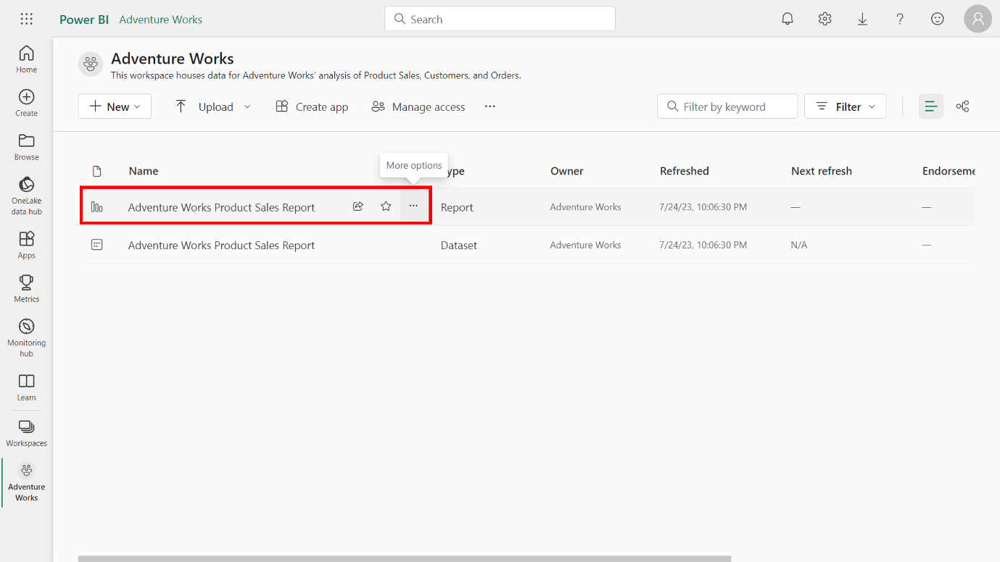 Power BI Adventure Works
Search
Home
Create
Browse
OneLake
data hub
Apps
Metrics
Monitoring
hub
Learn
Workspaces
Adventure
Works
Adventure Works
This workspace houses data for Adventure Works' analysis of Product Sales, Customers, and Orders.
New Upload Create app Manage access ...
Filter by keyword Filter
More options
Name ype Owner Refreshed Next refresh Endorseme
Adventure Works Product Sales Report ... Report Adventure Works 7/24/23, 10:06:30 PM — —
Adventure Works Product Sales Report Dataset Adventure Works 7/24/23, 10:06:30 PM N/A —